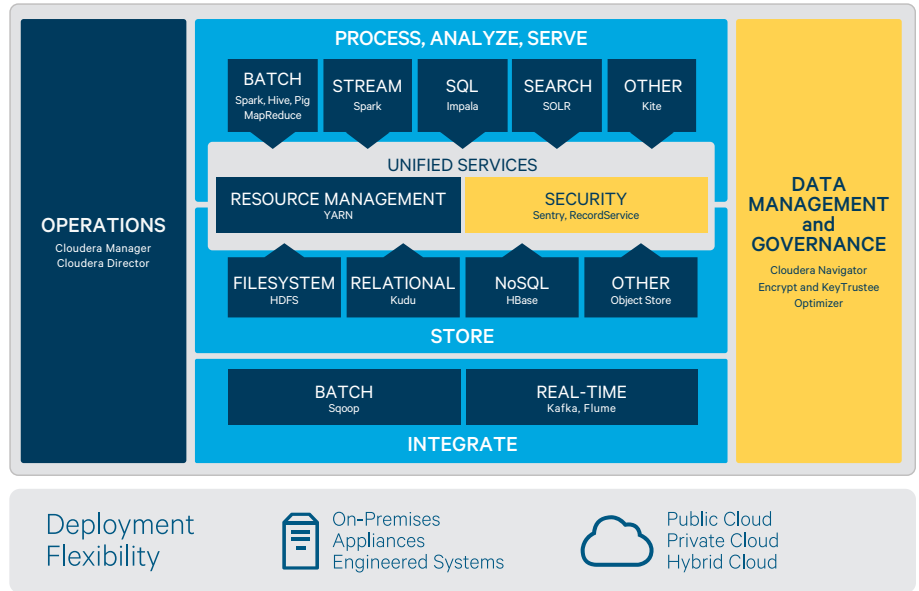 OPERATIONS
Cloudera Manager
Cloudera Director
PROCESS, ANALYZE, SERVE
BATCH
Spark, Hive, Pig
MapReduce
STREAM
Spark
SQL
Impala
SEARCH
SOLR
OTHER
Kite
UNIFIED SERVICES
RESOURCE MANAGEMENT
YARN
SECURITY
Sentry, RecordService
FILESYSTEM
HDFS
RELATIONAL
Kudu
NoSQL
HBase
OTHER
Object Store
STORE
BATCH
Sqoop
REAL-TIME
Kafka, Flume
INTEGRATE
DATA
MANAGEMENT
and
GOVERNANCE
Cloudera Navigator
Encrypt and KeyTrustee
Optimizer
Deployment
Flexibility
On-Premises
Appliances
Engineered Systems
Public Cloud
Private Cloud
Hybrid Cloud